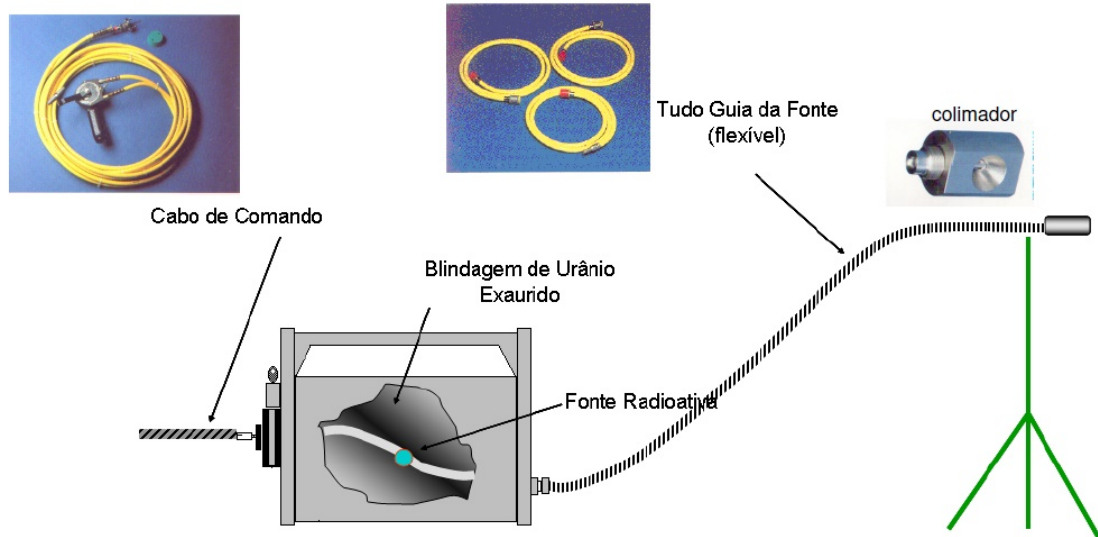 Tudo Guia da Fonte
(flexível)
colimador
Cabo de Comando
Blindagem de Urânio
Exaurido
Fonte Radioativa